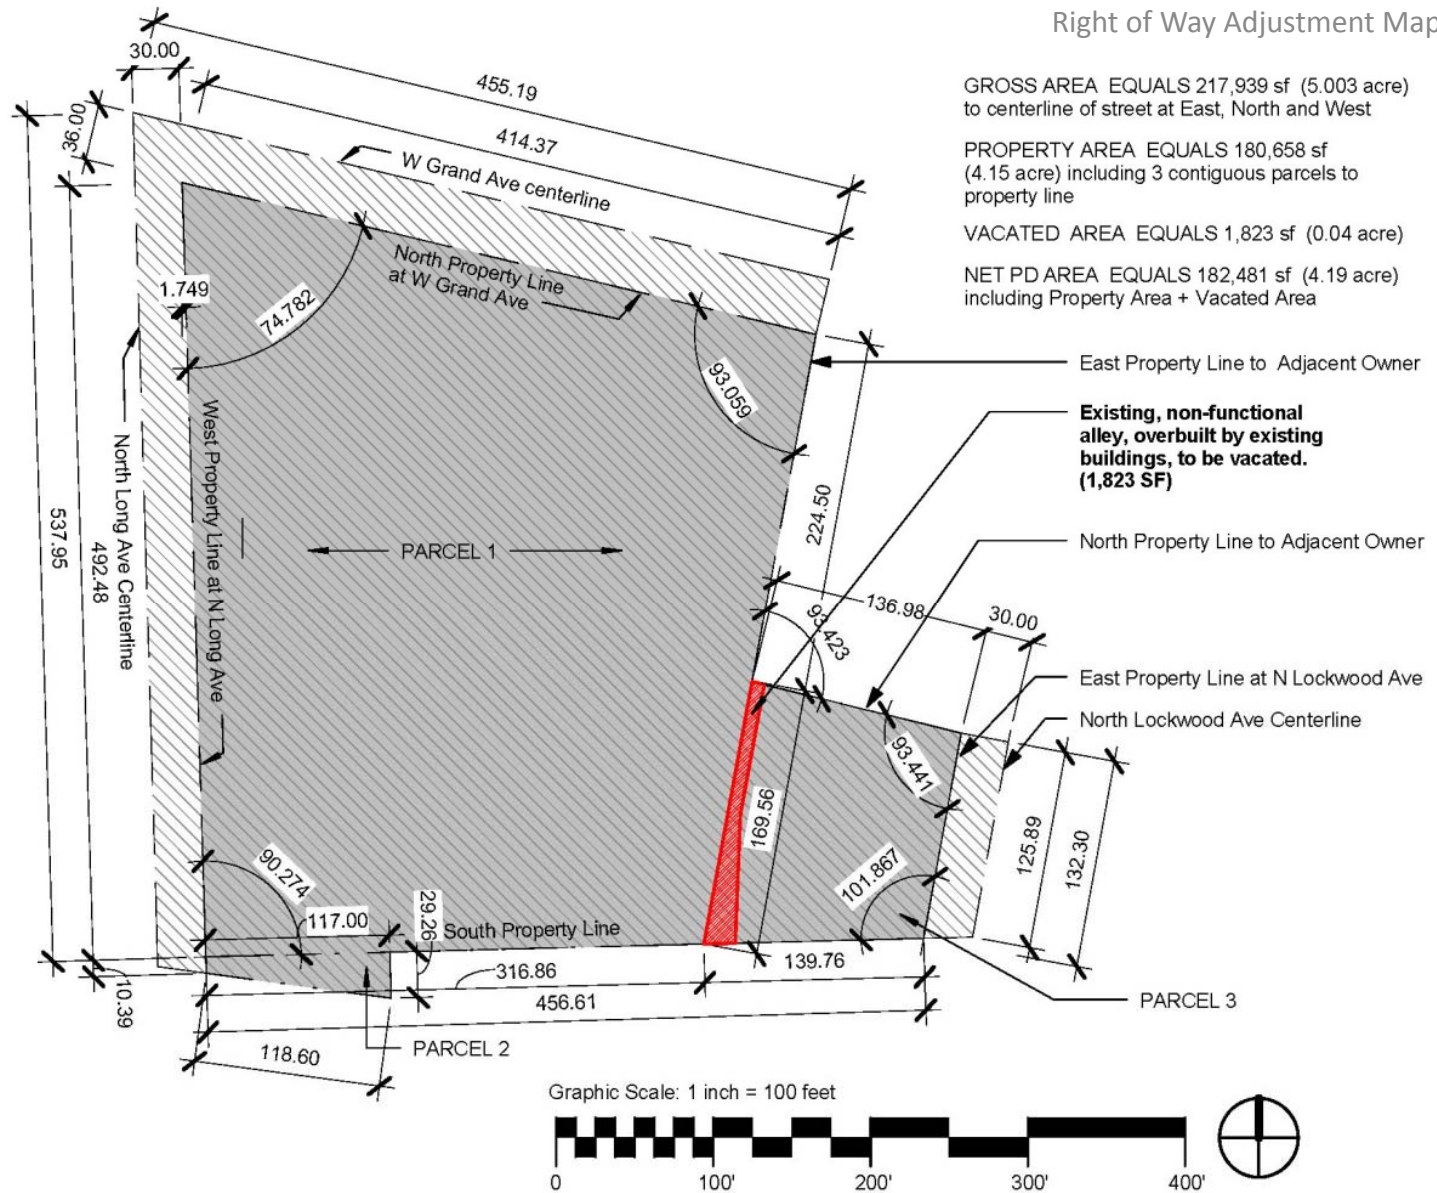 Right of Way Adjustment Map
GROSS AREA EQUALS 217,939 sf (5.003 acre)
to centerline of street at East, North and West
PROPERTY AREA EQUALS 180,658 sf
(4.15 acre) including 3 contiguous parcels to
property line
VACATED AREA EQUALS 1,823 sf (0.04 acre)
NET PD AREA EQUALS 182,481 sf (4.19 acre)
including Property Area + Vacated Area
30.00
455.19
414.37
36.00
W Grand Ave centerline
North Property Line
at W Grand Ave
1.749
74.782
93.059
East Property Line to Adjacent Owner
Existing, non-functional
alley, overbuilt by existing
buildings, to be vacated.
(1,823 SF)
North Property Line to Adjacent Owner
East Property Line at N Lockwood Ave
North Lockwood Ave Centerline
537.95
492.48
North Long Ave Centerline
West Property Line at N Long Ave
PARCEL 1
224.50
136.98
30.00
93.423
93.441
169.56
101.867
125.89
132.30
90.274
117.00
29.26
South Property Line
316.86
139.76
456.61
10.39
118.60
PARCEL 2
PARCEL 3
Graphic Scale: 1 inch = 100 feet
0
100'
200'
300'
400'